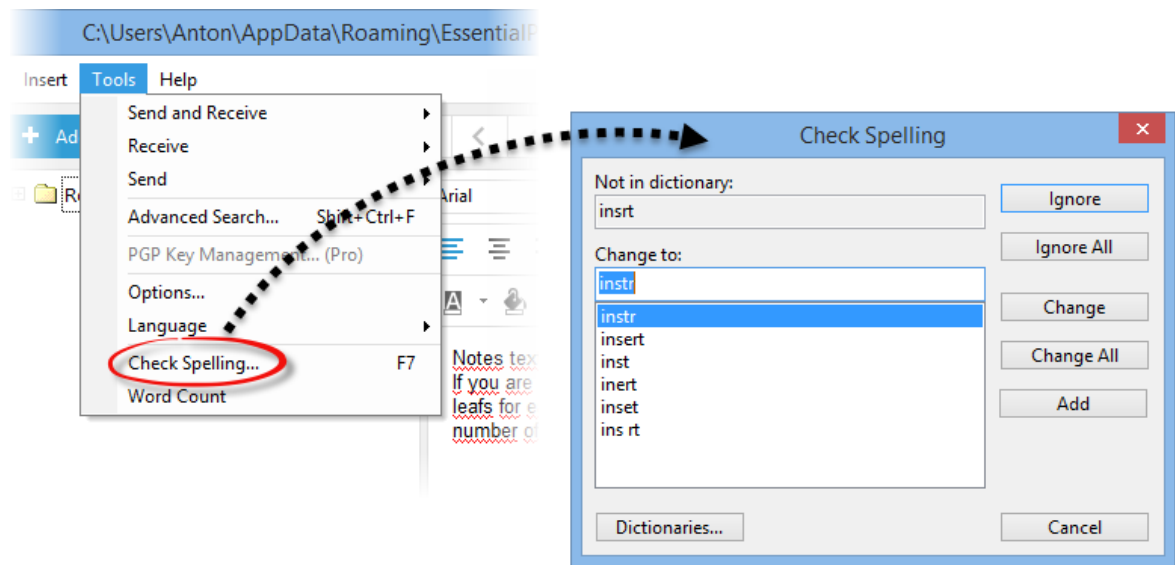 C:\Users\Anton\AppData\Roaming\Essential
Insert Tools Help
Send and Receive
Receive
Send
Advanced Search... Shift+Ctrl+F
PGP Key Management... (Pro)
Options...
Language
Check Spelling... F7
Word Count
Arial
Notes
If you are
leafs for
number
Check Spelling
Not in dictionary:
insrt
Change to:
instr
instr
insert
inst
inert
inset
ins rt
Ignore
Ignore All
Change
Change All
Add
Dictionaries...
Cancel